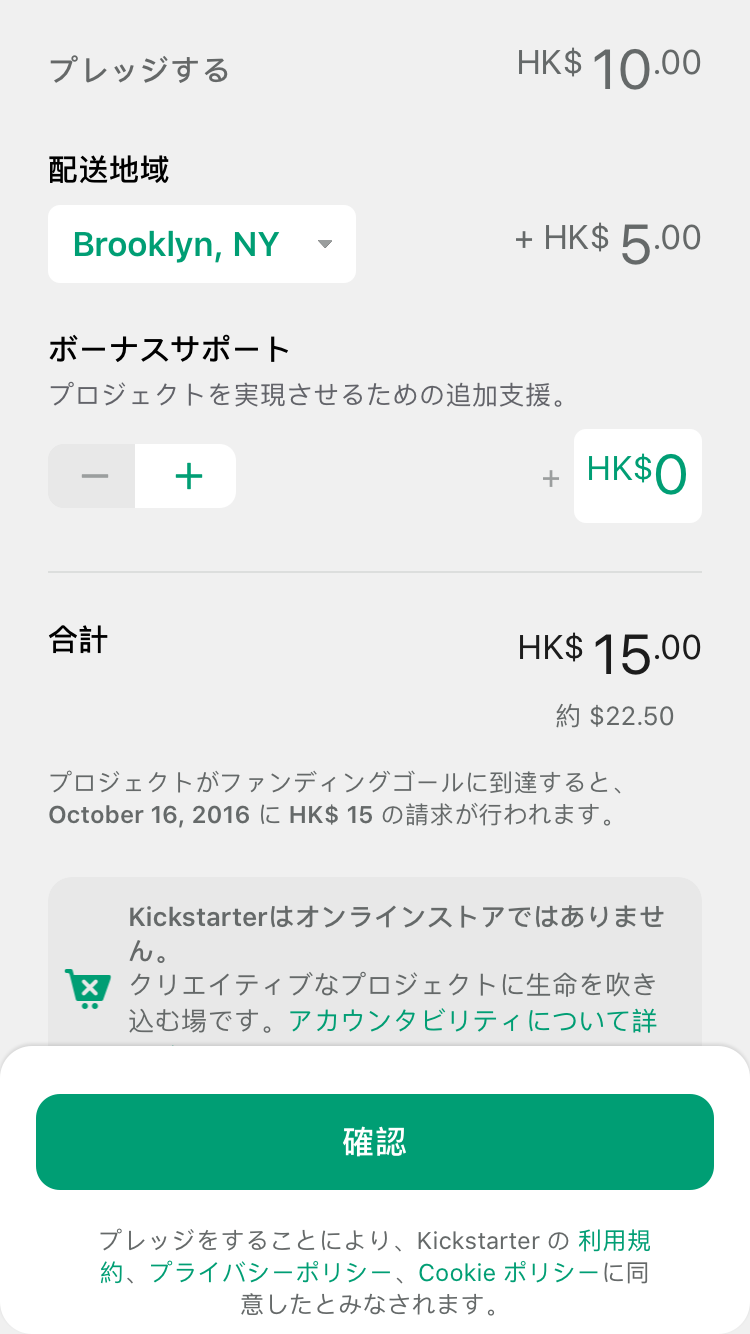 プレッジする HK$ 10.00
配送地域
Brooklyn, NY + HK$ 5.00
ボーナスサポート
プロジェクトを実現させるための追加支援。
− + + HK$0
合計 HK$ 15.00
約 $22.50
プロジェクトがファンディングゴールに到達すると、
October 16, 2016 に HK$ 15 の請求が行われます。
Kickstarterはオンラインストアではありませ
ん。
クリエイティブなプロジェクトに生命を吹き
込む場です。アカウンタビリティについて詳
確認
プレッジをすることにより、Kickstarter の 利用規
約、プライバシーポリシー、Cookie ポリシーに同
意したとみなされます。